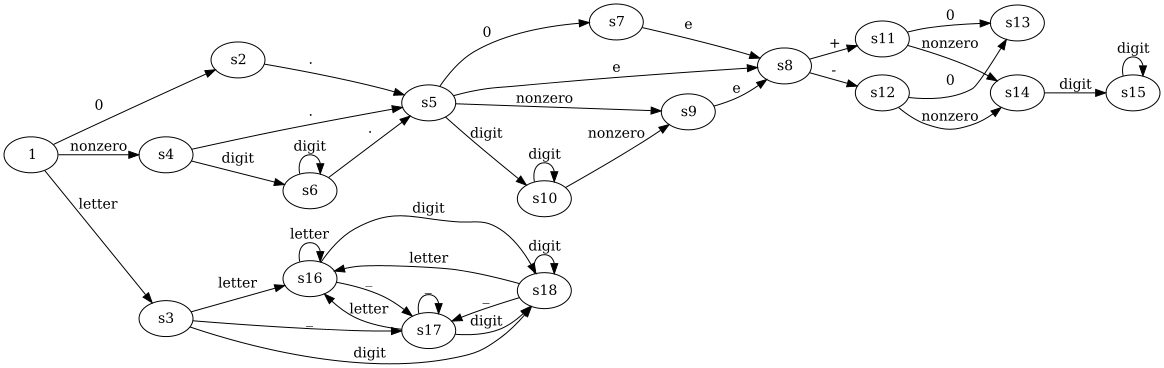 s7
0
e
s11
0
s13
+
nonzero
s2
.
e
s8
-
0
digit
0
s5
nonzero
e
s12
s14
digit
s15
.
s9
nonzero
1
nonzero
s4
.
digit
nonzero
digit
digit
digit
s6
s10
letter
digit
letter
letter
digit
letter
s16
_
_
_
s18
letter
s3
_
s17
digit
digit